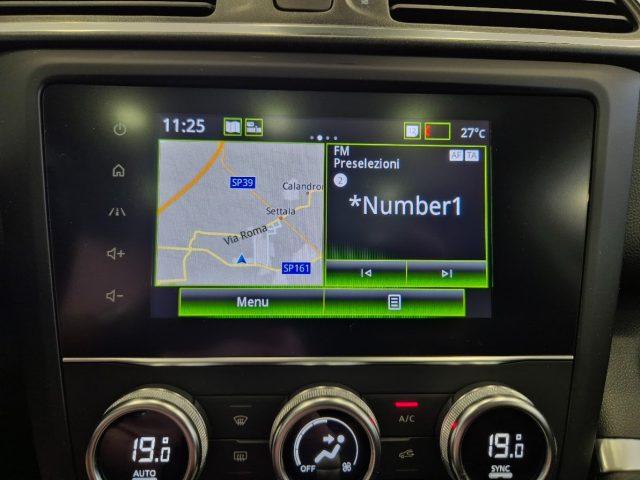 11:25
27°C
SP39
Calandron
Settala
Via Roma
SP161
FM
AF TA
Preselezioni
2
*Number1
Menu
A/C
19.0
AUTO
OFF
19.0
SYNC